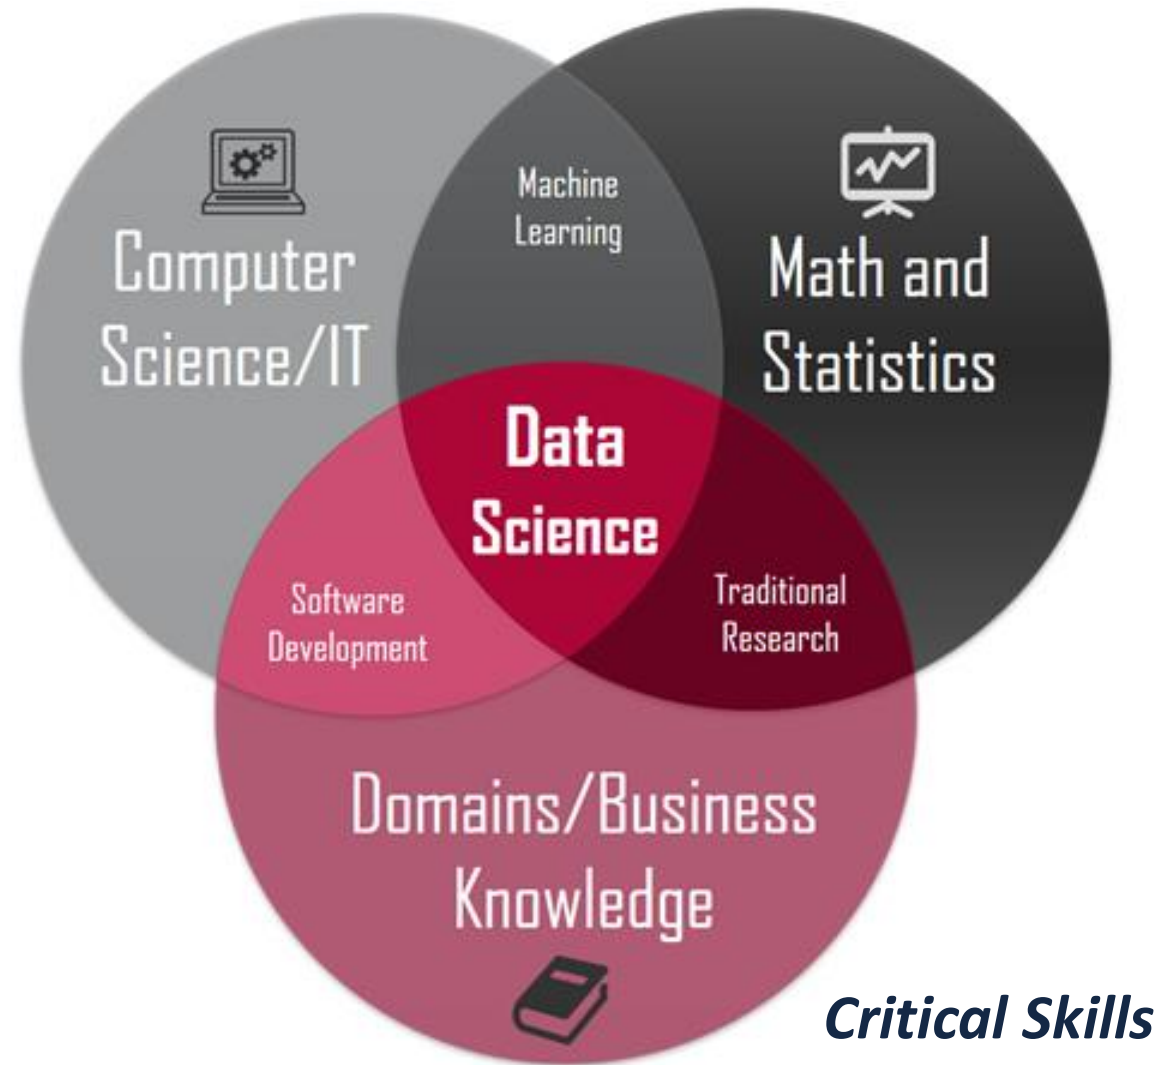 Machine
Learning
Computer
Science/IT
Math and
Statistics
Data
Science
Software
Development
Traditional
Research
Domains/Business
Knowledge
Critical Skills